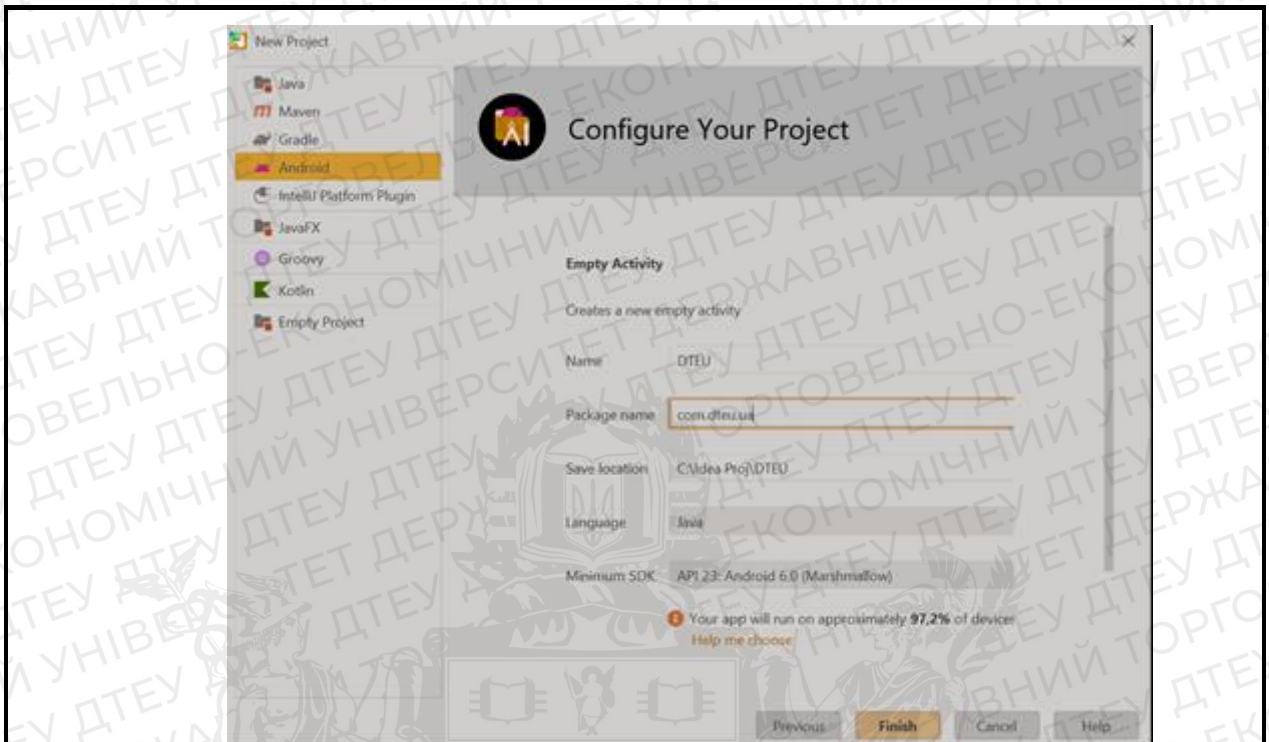 New Project
Java
Maven
Gradle
Android
IntelliJ Platform Plugin
JavaFX
Groovy
Kotlin
Empty Project
Configure Your Project
Empty Activity
Creates a new empty activity
Name DTEU
Package name com.dteu.ua
Save location C:\Idea Proj\DTEU
Language Java
Minimum SDK API 23: Android 6.0 (Marshmallow)
Your app will run on approximately 97,2% of devices
Help me choose
Previous Finish Cancel Help